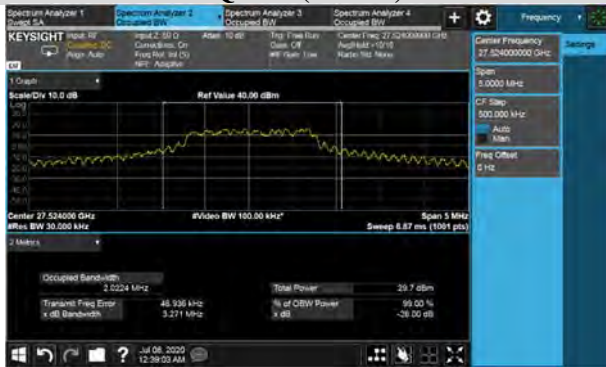 Spectrum Analyzer 1
Swept SA
Spectrum Analyzer 2
Occupied BW
Spectrum Analyzer 3
Occupied BW
Spectrum Analyzer 4
Occupied BW
Frequency
KEYSIGHT
Input: RF
Coupling: DC
Align: Auto
Input Z: 50 Ω
Corrections: On
Freq Ref: Int (S)
NFE: Adaptive
Atten: 10 dB
Trig: Free Run
Gate: Off
#IF Gain: Low
Center Freq: 27.524000000 GHz
Avg|Hold: >10/10
Radio Std: None
Center Frequency
27.524000000 GHz
Settings
Span
5.0000 MHz
CF Step
500.000 kHz
Auto
Man
Freq Offset
0 Hz
1 Graph
Scale/Div 10.0 dB
Ref Value 40.00 dBm
Log
Center 27.524000 GHz
#Res BW 30.000 kHz
#Video BW 100.00 kHz*
Span 5 MHz
Sweep 6.87 ms (1001 pts)
2 Metrics
Occupied Bandwidth
2.0224 MHz
Total Power
29.7 dBm
Transmit Freq Error
46.936 kHz
% of OBW Power
99.00 %
x dB Bandwidth
3.271 MHz
x dB
-26.00 dB
?
Jul 08, 2020
12:39:03 AM